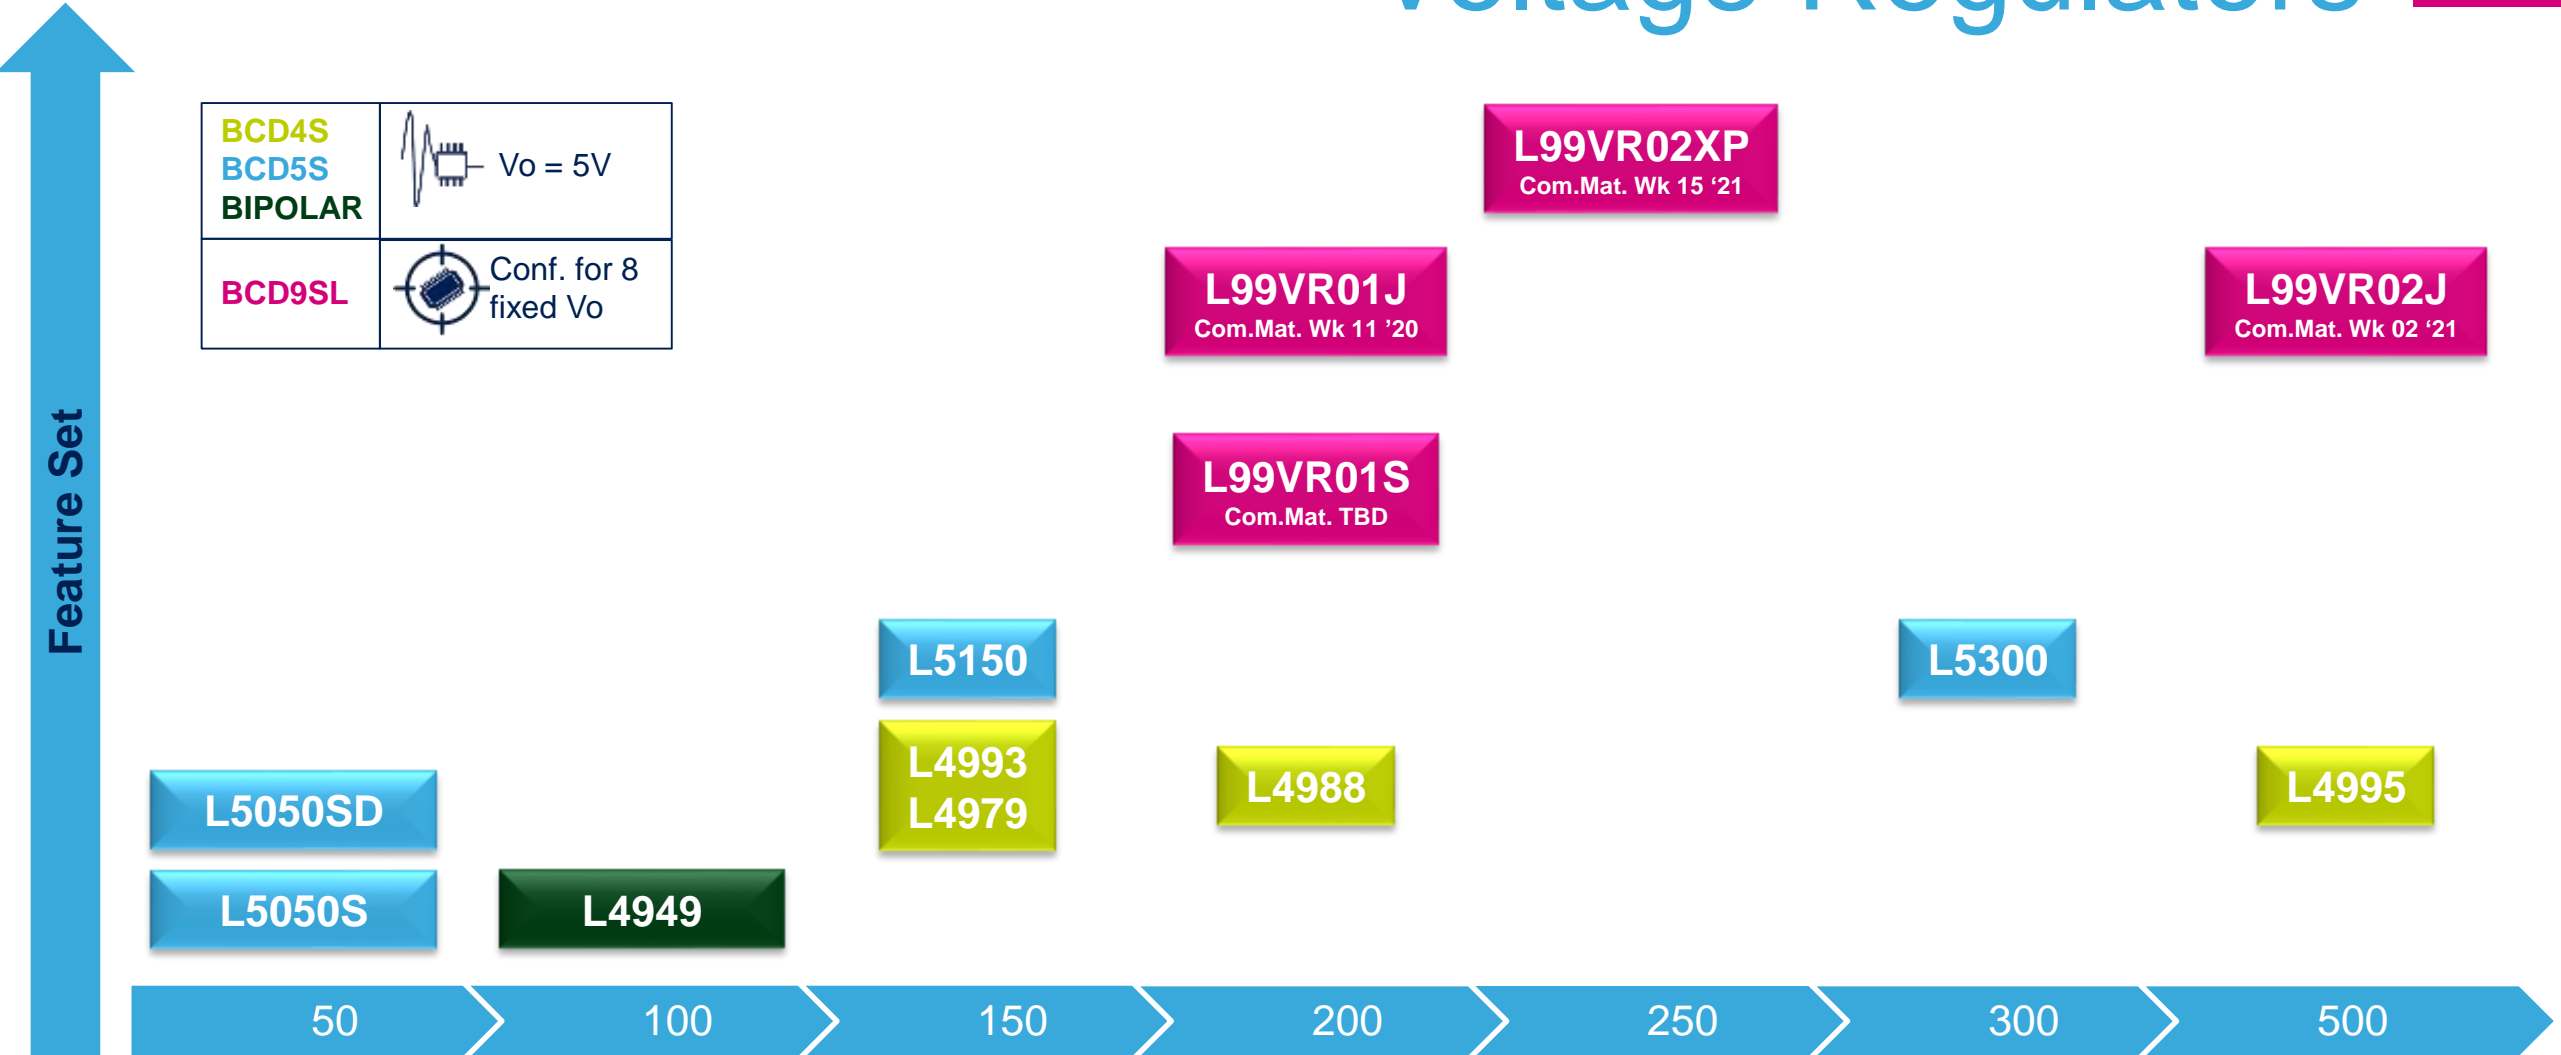 Voltage Regulators
BCD4S
BCD5S
BIPOLAR
Vo = 5V
BCD9SL
Conf. for 8
fixed Vo
L99VR02XP
Com.Mat. Wk 15 ‘21
L99VR01J
Com.Mat. Wk 11 ’20
L99VR02J
Com.Mat. Wk 02 ‘21
L99VR01S
Com.Mat. TBD
Feature Set
L5150
L5300
L4993
L4979
L4988
L4995
L5050SD
L5050S
L4949
50
100
150
200
250
300
500